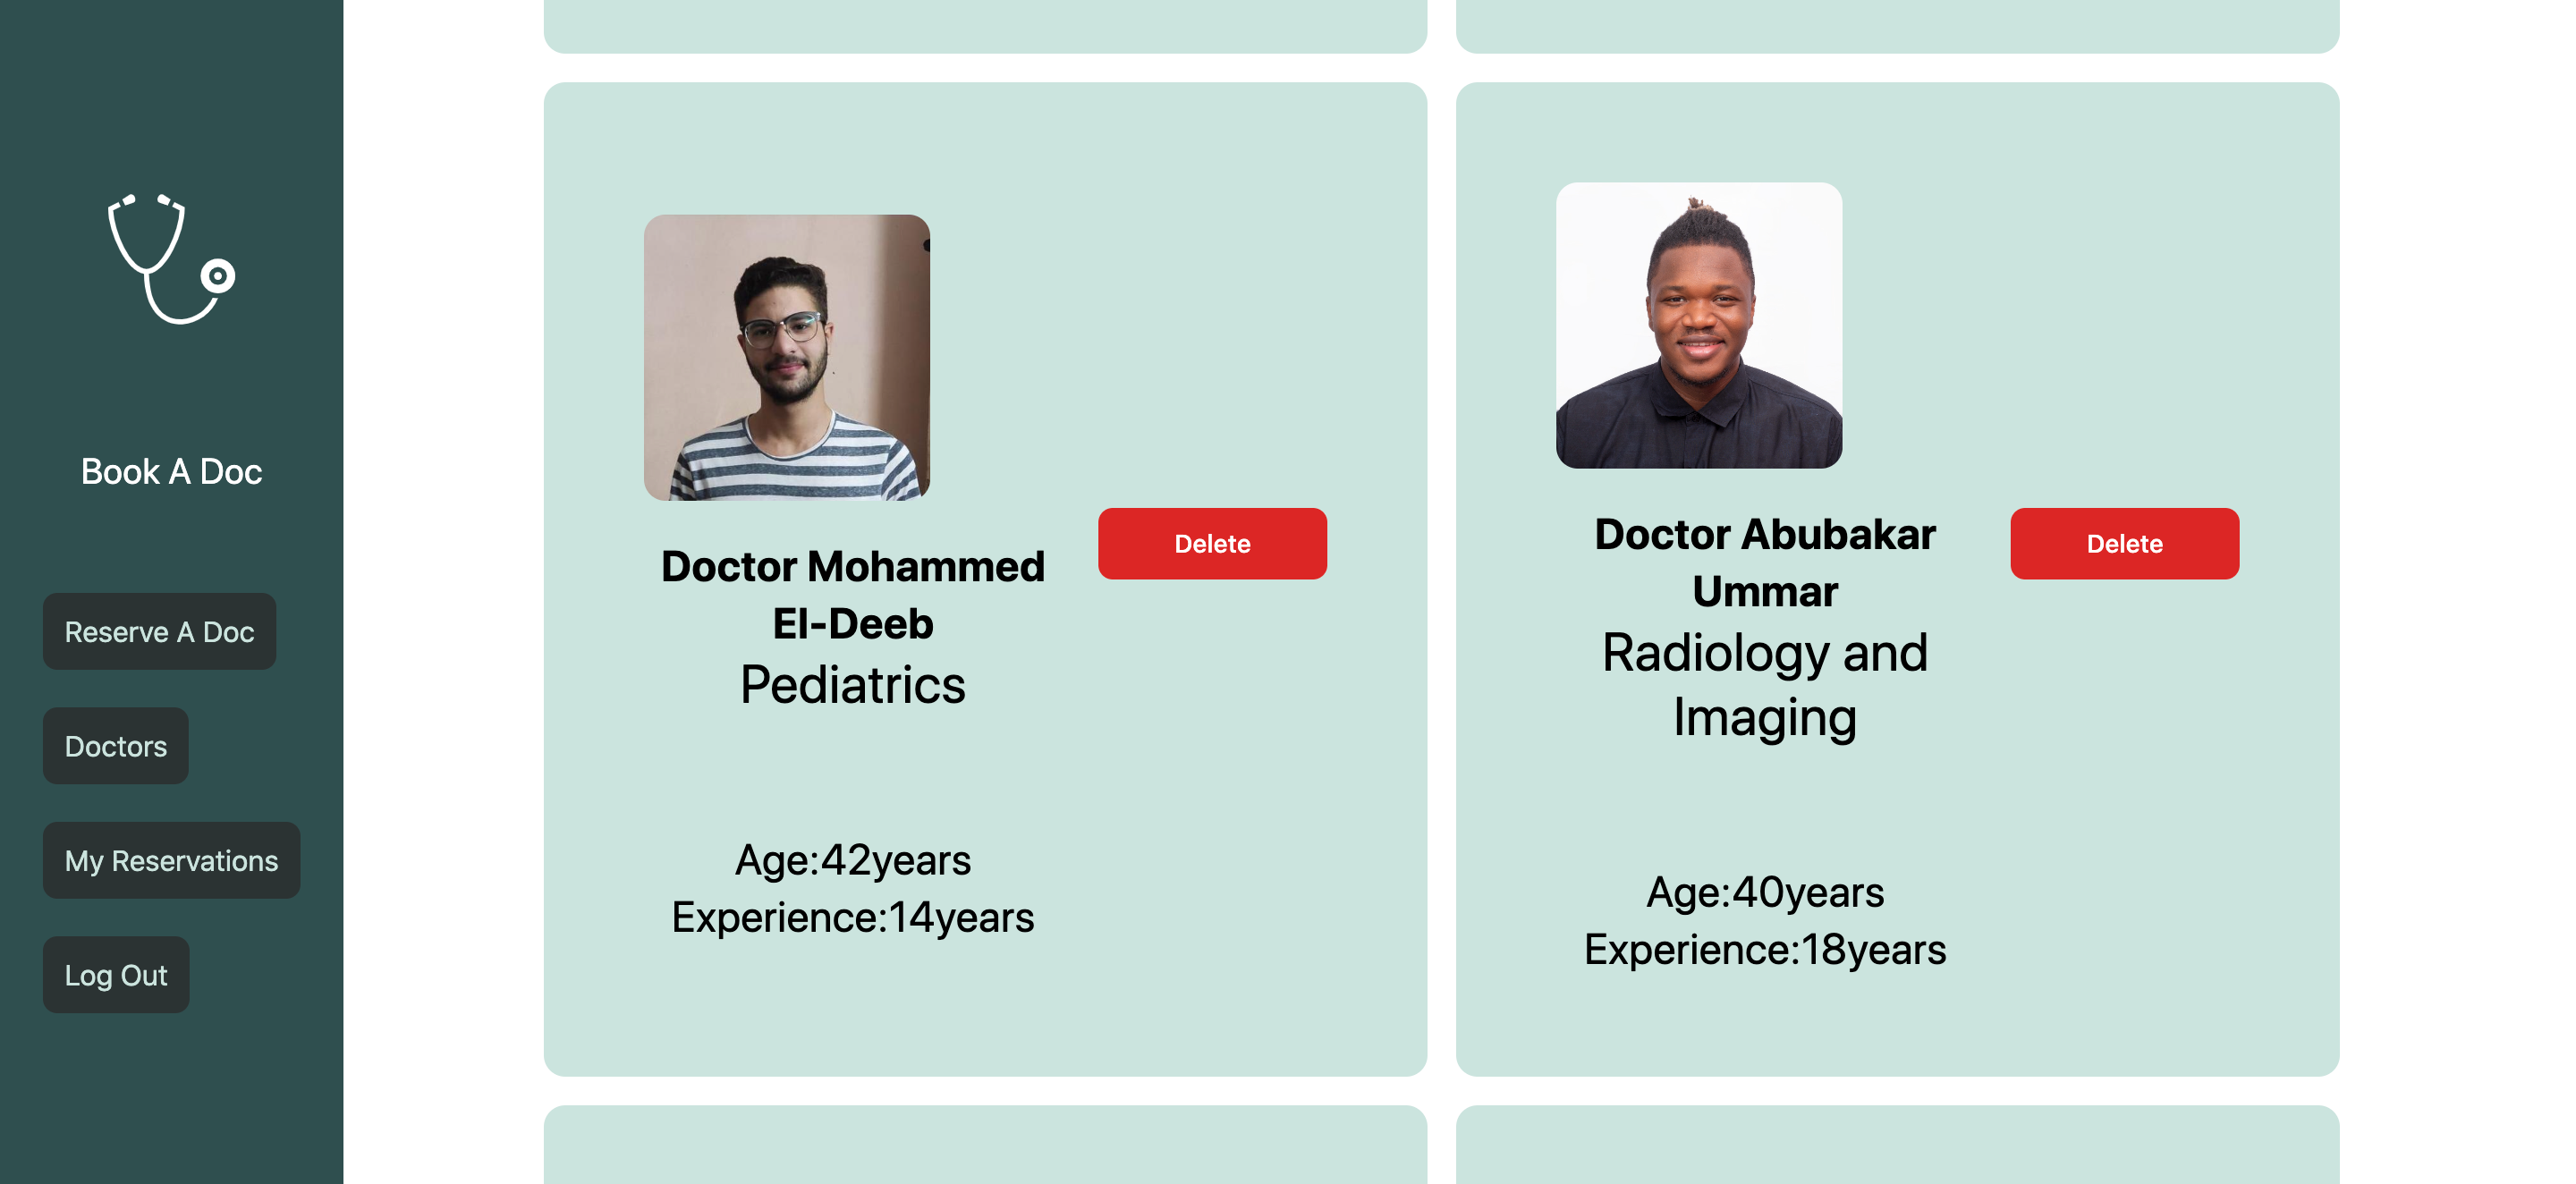 Book A Doc
Reserve A Doc
Doctors
My Reservations
Log Out
Doctor Mohammed
El-Deeb
Pediatrics
Age:42years
Experience:14years
Delete
Doctor Abubakar
Ummar
Radiology and
Imaging
Age:40years
Experience:18years
Delete